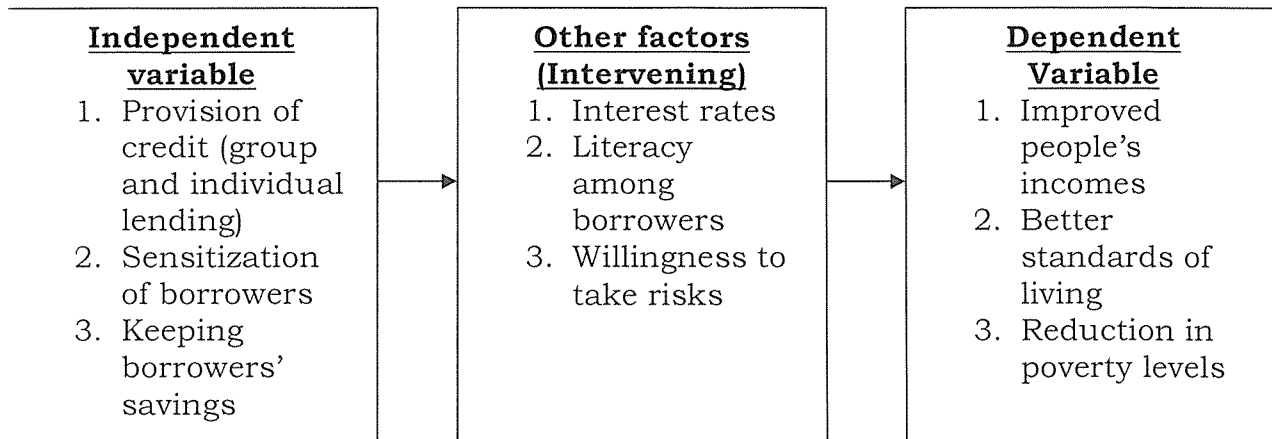 Independent
variable
1. Provision of
credit (group
and individual
lending)
2. Sensitization
of borrowers
3. Keeping
borrowers'
savings
Other factors
(Intervening)
1. Interest rates
2. Literacy
among
borrowers
3. Willingness to
take risks
Dependent
Variable
1. Improved
people's
incomes
2. Better
standards of
living
3. Reduction in
poverty levels